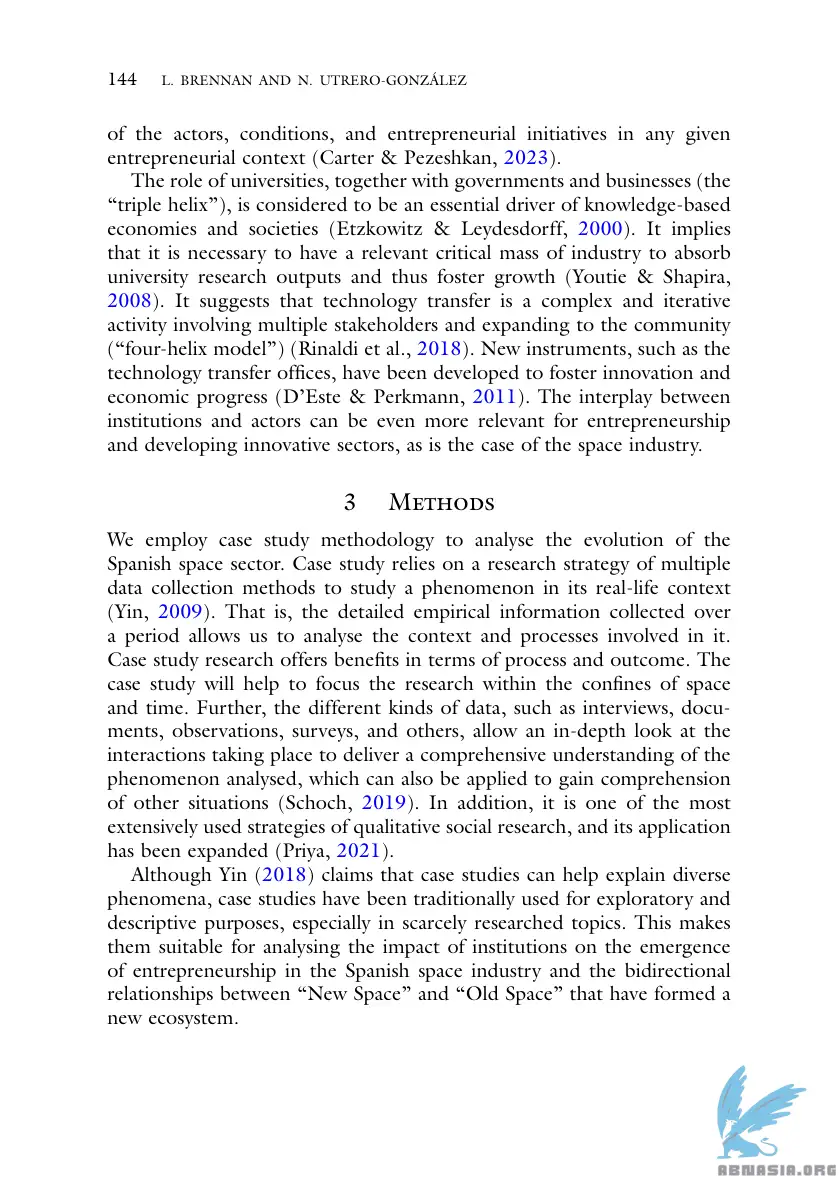 144 L. BRENNAN AND N. UTRERO-GONZÁLEZ
of the actors, conditions, and entrepreneurial initiatives in any given
entrepreneurial context (Carter & Pezeshkan, 2023).
The role of universities, together with governments and businesses (the
“triple helix”), is considered to be an essential driver of knowledge-based
economies and societies (Etzkowitz & Leydesdorff, 2000). It implies
that it is necessary to have a relevant critical mass of industry to absorb
university research outputs and thus foster growth (Youtie & Shapira,
2008). It suggests that technology transfer is a complex and iterative
activity involving multiple stakeholders and expanding to the community
(“four-helix model”) (Rinaldi et al., 2018). New instruments, such as the
technology transfer offices, have been developed to foster innovation and
economic progress (D’Este & Perkmann, 2011). The interplay between
institutions and actors can be even more relevant for entrepreneurship
and developing innovative sectors, as is the case of the space industry.
3 Methods
We employ case study methodology to analyse the evolution of the
Spanish space sector. Case study relies on a research strategy of multiple
data collection methods to study a phenomenon in its real-life context
(Yin, 2009). That is, the detailed empirical information collected over
a period allows us to analyse the context and processes involved in it.
Case study research offers benefits in terms of process and outcome. The
case study will help to focus the research within the confines of space
and time. Further, the different kinds of data, such as interviews, docu-
ments, observations, surveys, and others, allow an in-depth look at the
interactions taking place to deliver a comprehensive understanding of the
phenomenon analysed, which can also be applied to gain comprehension
of other situations (Schoch, 2019). In addition, it is one of the most
extensively used strategies of qualitative social research, and its application
has been expanded (Priya, 2021).
Although Yin (2018) claims that case studies can help explain diverse
phenomena, case studies have been traditionally used for exploratory and
descriptive purposes, especially in scarcely researched topics. This makes
them suitable for analysing the impact of institutions on the emergence
of entrepreneurship in the Spanish space industry and the bidirectional
relationships between “New Space” and “Old Space” that have formed a
new ecosystem.
ABNASIA.ORG